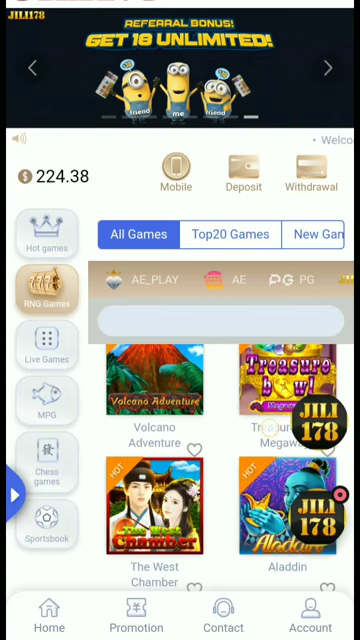 JILI178
REFERRAL BONUS!
GET 18 UNLIMITED!
friend
me
friend
• Welco
$ 224.38
Mobile
Deposit
Withdrawal
Hot games
RNG Games
Live Games
MPG
Chess
games
Sportsbook
All Games
Top20 Games
New Gam
AE_PLAY
AE
PG PG
Volcano Adventure
Treasure
bowl
Volcano
Adventure
Megawa
JILI
178
HOT
The West
Chamber
HOT
Aladdin
JILI
178
The West
Chamber
Aladdin
Home
Promotion
Contact
Account